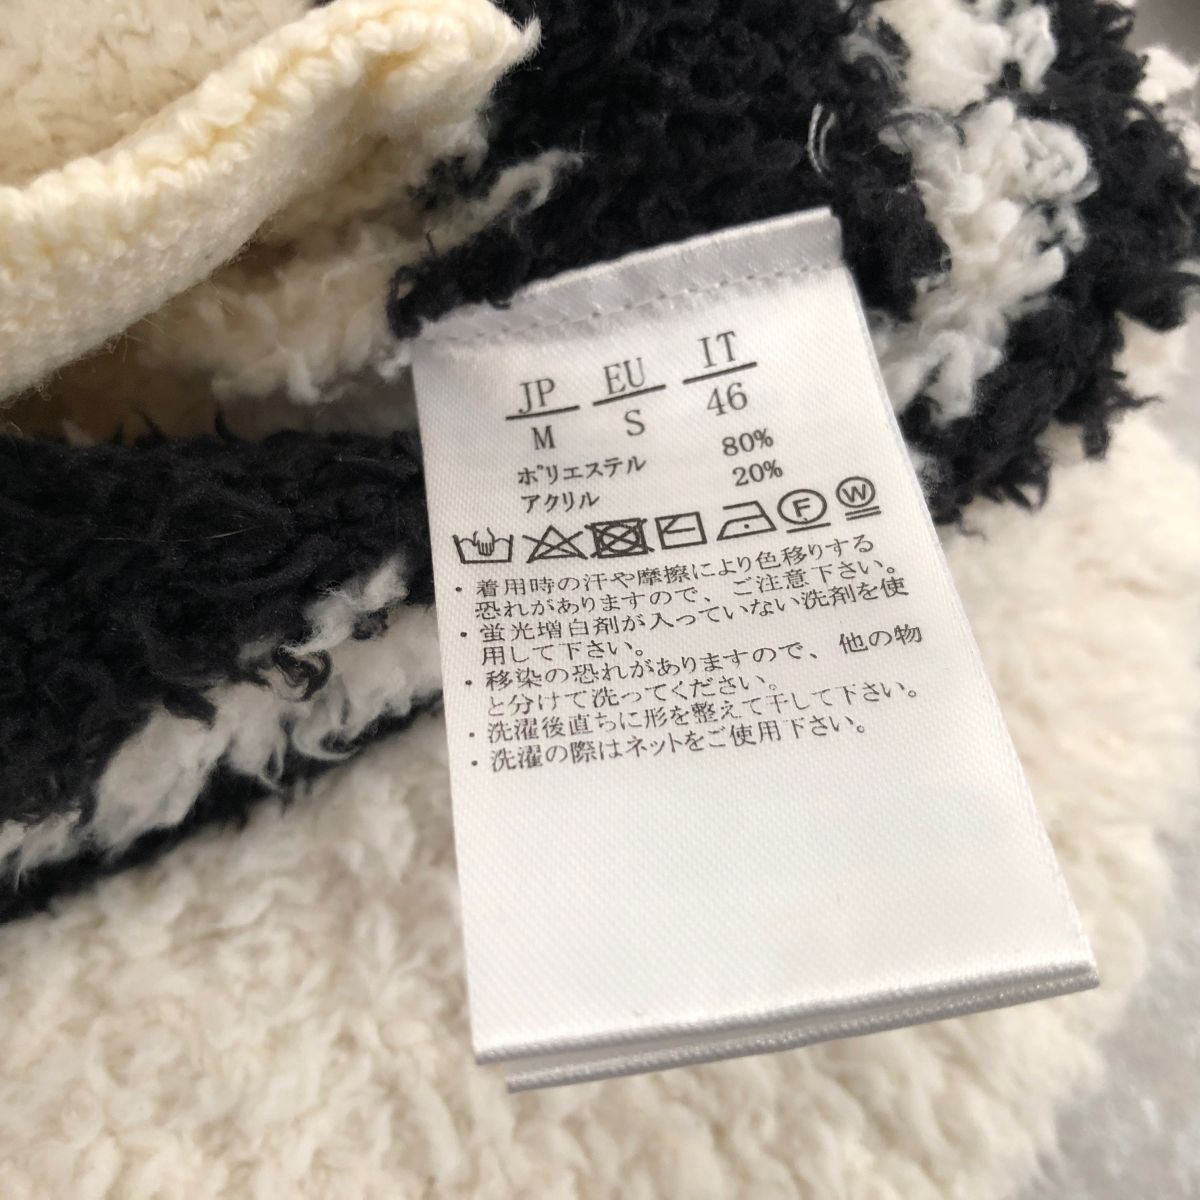 JP EU IT
M S 46
ポリエステル 80%
アクリル 20%
F W
・着用時の汗や摩擦により色移りする
恐れがありますので、ご注意下さい。
・蛍光増白剤が入っていない洗剤を使
用して下さい。
・移染の恐れがありますので、他の物
と分けて洗ってください。
・洗濯後直ちに形を整えて干して下さい。
・洗濯の際はネットをご使用下さい。